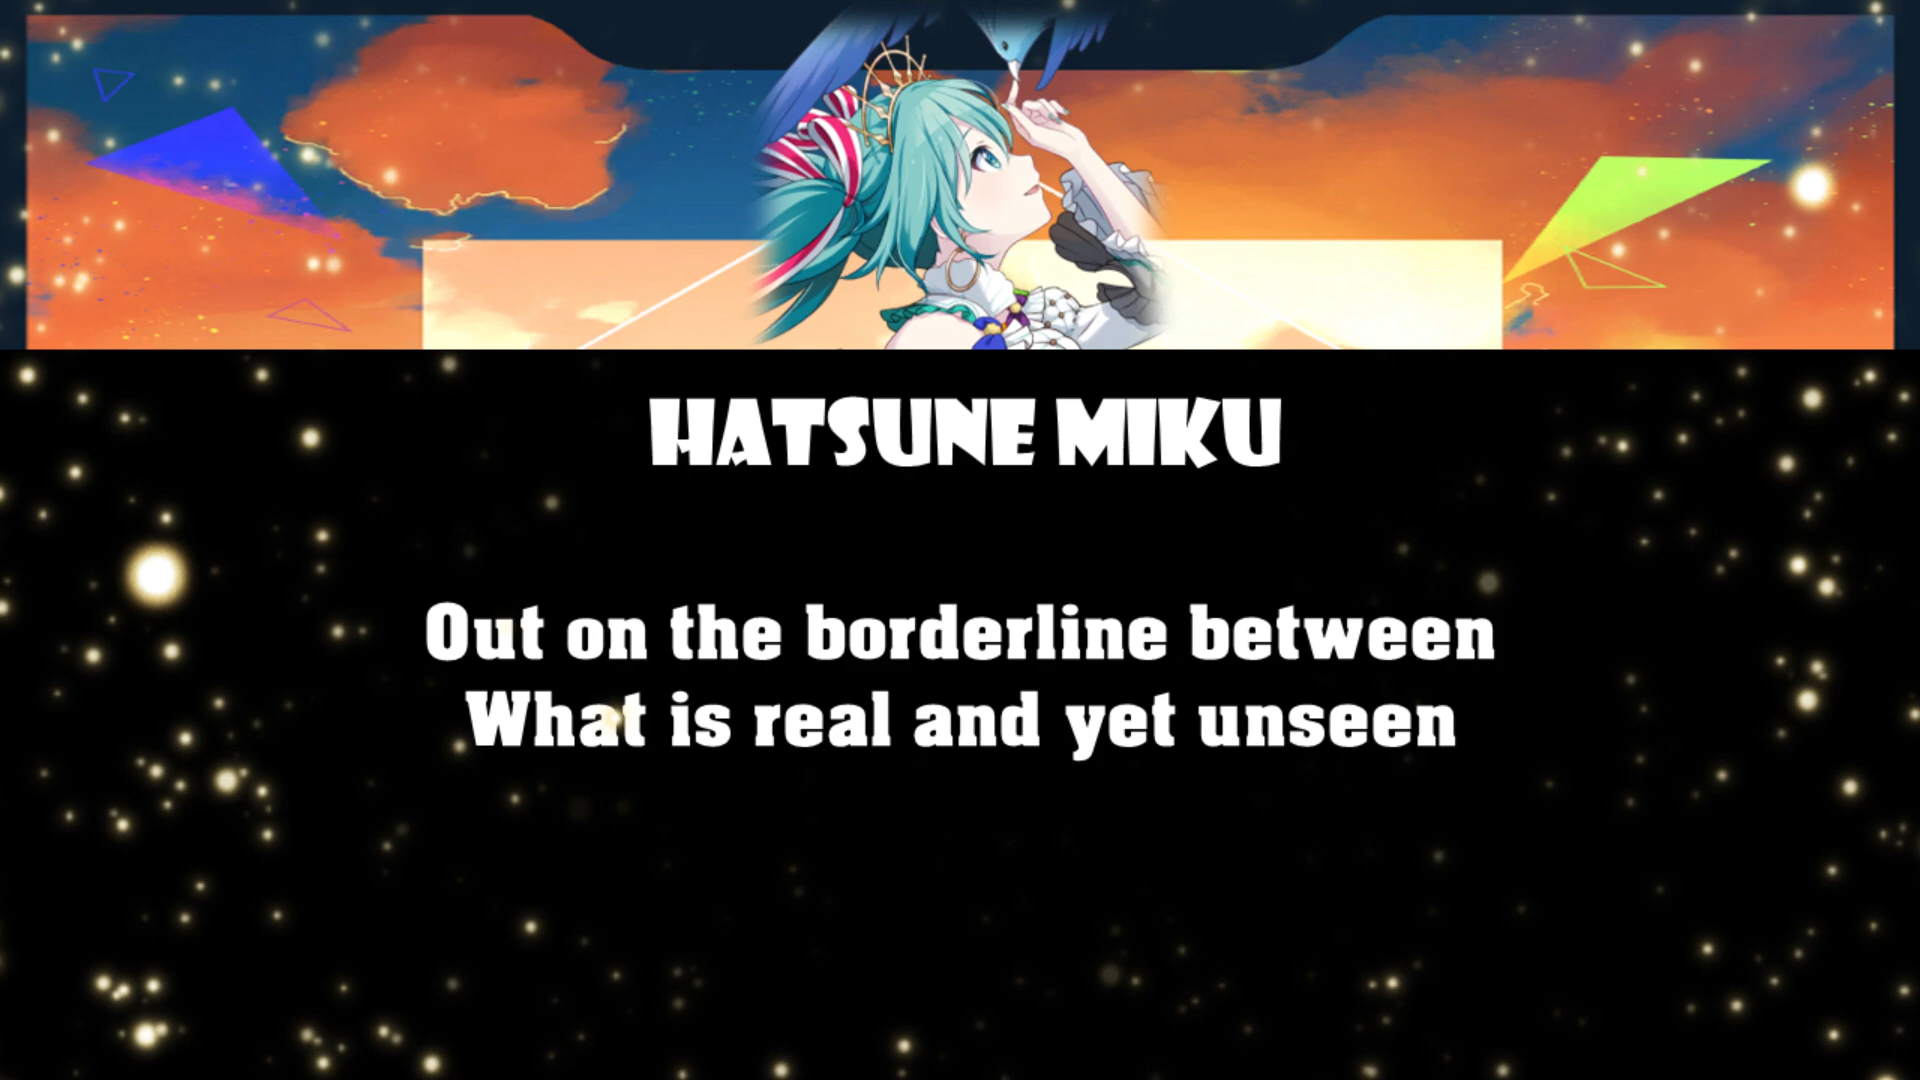 HATSUNE MIKU
Out on the borderline between
What is real and yet unseen